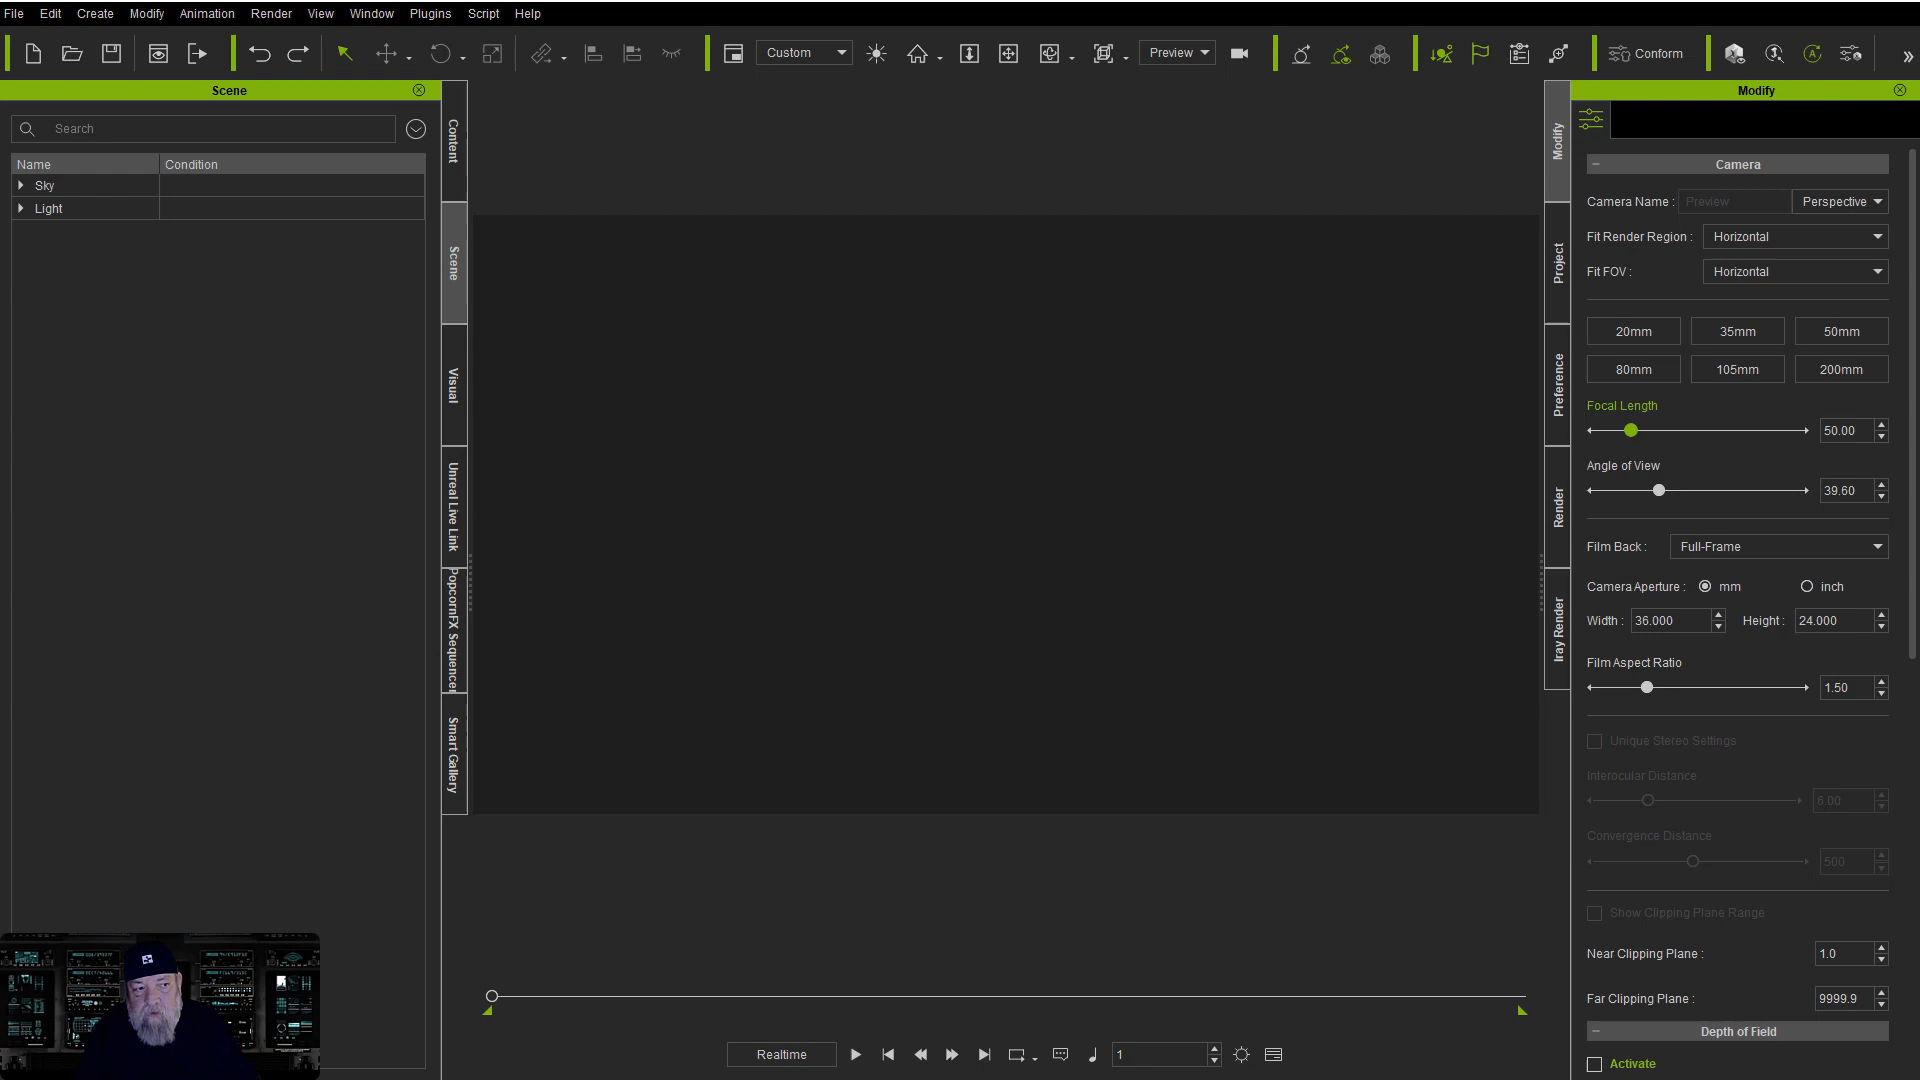 File Edit Create Modify Animation Render View Window Plugins Script Help
Custom
Preview
Conform
Scene
Search
Name Condition
Sky
Light
Content
Scene
Visual
Unreal Live Link
PopcornFX Sequencer
Smart Gallery
Modify
Project
Preference
Render
Iray Render
Modify
Camera
Camera Name : Preview Perspective
Fit Render Region : Horizontal
Fit FOV : Horizontal
20mm 35mm 50mm
80mm 105mm 200mm
Focal Length
50.00
Angle of View
39.60
Film Back : Full-Frame
Camera Aperture : mm inch
Width : 36.000 Height : 24.000
Film Aspect Ratio
1.50
Unique Stereo Settings
Interocular Distance
6.00
Convergence Distance
500
Show Clipping Plane Range
Near Clipping Plane : 1.0
Far Clipping Plane : 9999.9
Depth of Field
Activate
Realtime
1